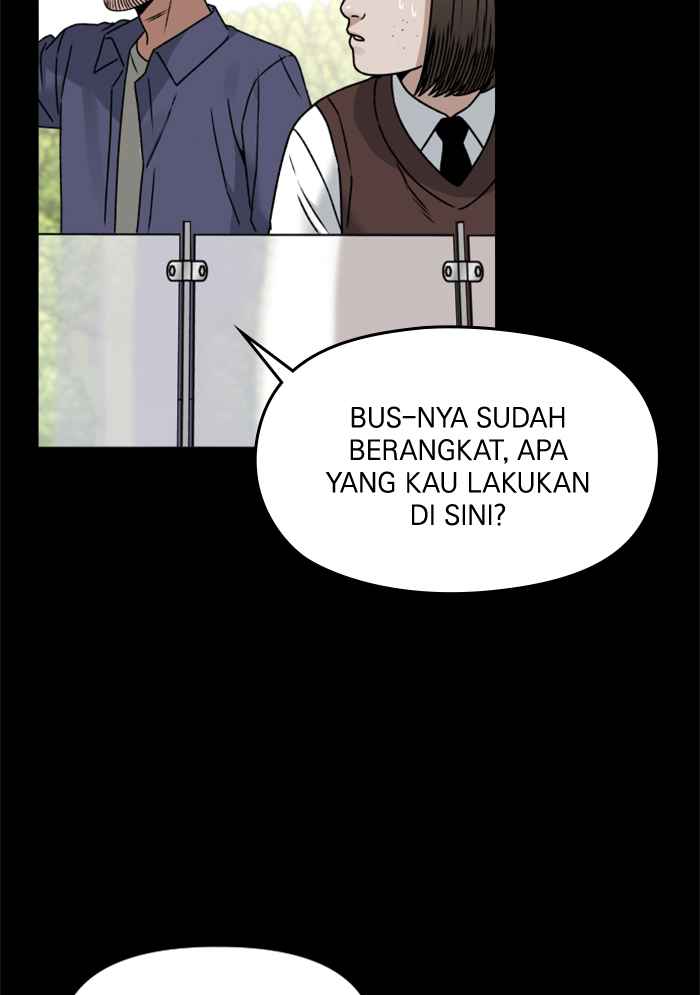 BUS-NYA SUDAH
BERANGKAT, APA
YANG KAU LAKUKAN
DI SINI?